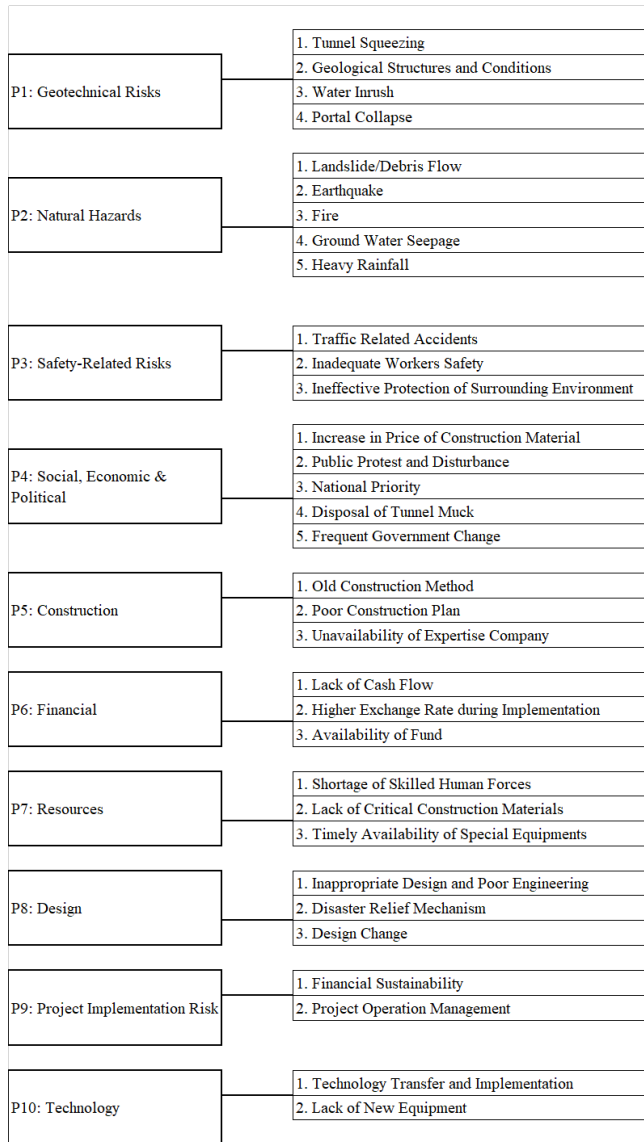 P1: Geotechnical Risks
1. Tunnel Squeezing
2. Geological Structures and Conditions
3. Water Inrush
4. Portal Collapse
P2: Natural Hazards
1. Landslide/Debris Flow
2. Earthquake
3. Fire
4. Ground Water Seepage
5. Heavy Rainfall
P3: Safety-Related Risks
1. Traffic Related Accidents
2. Inadequate Workers Safety
3. Ineffective Protection of Surrounding Environment
P4: Social, Economic &
Political
1. Increase in Price of Construction Material
2. Public Protest and Disturbance
3. National Priority
4. Disposal of Tunnel Muck
5. Frequent Government Change
P5: Construction
1. Old Construction Method
2. Poor Construction Plan
3. Unavailability of Expertise Company
P6: Financial
1. Lack of Cash Flow
2. Higher Exchange Rate during Implementation
3. Availability of Fund
P7: Resources
1. Shortage of Skilled Human Forces
2. Lack of Critical Construction Materials
3. Timely Availability of Special Equipments
P8: Design
1. Inappropriate Design and Poor Engineering
2. Disaster Relief Mechanism
3. Design Change
P9: Project Implementation Risk
1. Financial Sustainability
2. Project Operation Management
P10: Technology
1. Technology Transfer and Implementation
2. Lack of New Equipment